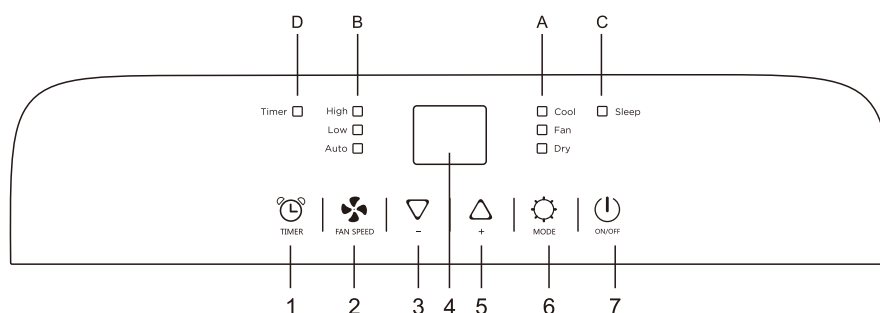 D B A C
Timer High Cool Sleep
Low Fan
Auto Dry
TIMER FAN SPEED − + MODE ON/OFF
1 2 3 4 5 6 7